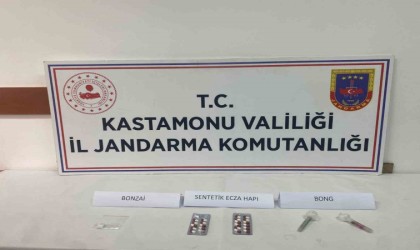 T.C.
KASTAMONU VALİLİĞİ
İL JANDARMA KOMUTANLIĞI
BONZAİ
SENTETİK ECZA HAPI
BONG